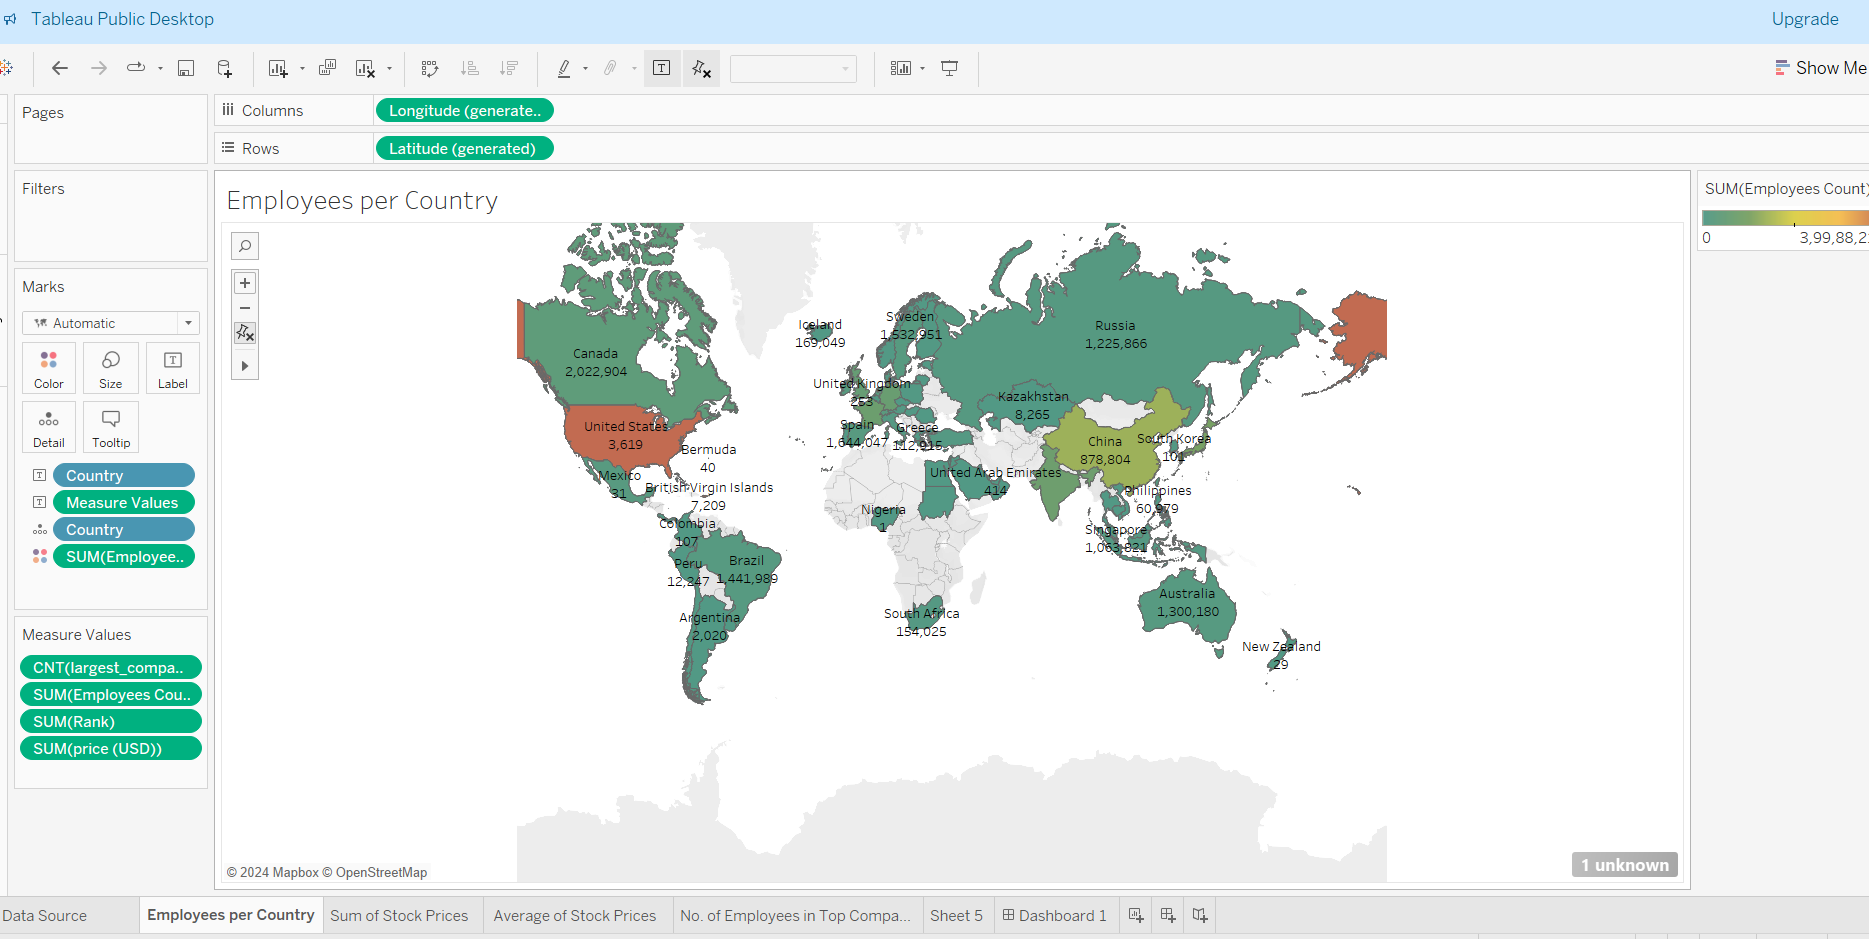 Tableau Public Desktop
Upgrade
Show Me
Pages
Columns
Longitude (generate..
Rows
Latitude (generated)
Filters
Employees per Country
SUM(Employees Count)
0
3,99,88,2
Marks
Automatic
Color
Size
Label
Detail
Tooltip
Country
Measure Values
Country
SUM(Employee..
Measure Values
CNT(largest_compa..
SUM(Employees Cou..
SUM(Rank)
SUM(price (USD))
Iceland
169,049
Sweden
1,532,951
Russia
1,225,866
Canada
2,022,904
United Kingdom
253
Kazakhstan
8,265
United States
3,619
Spain
1,644,047
Greece
112,915
China
878,804
South Korea
101
Bermuda
40
Mexico
31
British Virgin Islands
7,209
United Arab Emirates
414
Philippines
60,979
Nigeria
1
Colombia
107
Singapore
1,063,821
Peru
12,247
Brazil
1,441,989
Argentina
2,020
South Africa
154,025
Australia
1,300,180
New Zealand
29
© 2024 Mapbox © OpenStreetMap
1 unknown
Data Source
Employees per Country
Sum of Stock Prices
Average of Stock Prices
No. of Employees in Top Compa...
Sheet 5
Dashboard 1